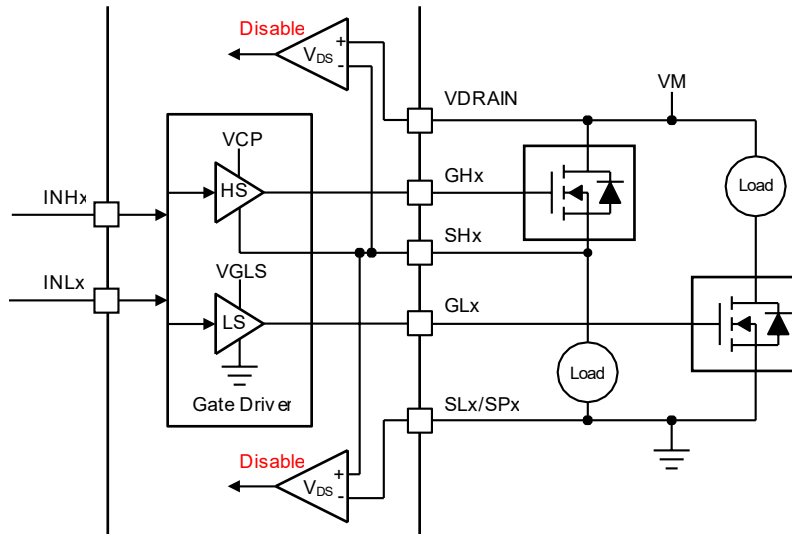 Disable
+
VDS
-
VDRAIN
VM
VCP
HS
GHx
Load
INHx
SHx
INLx
VGLS
LS
GLx
Load
Gate Driver
SLx/SPx
Disable
+
VDS
-